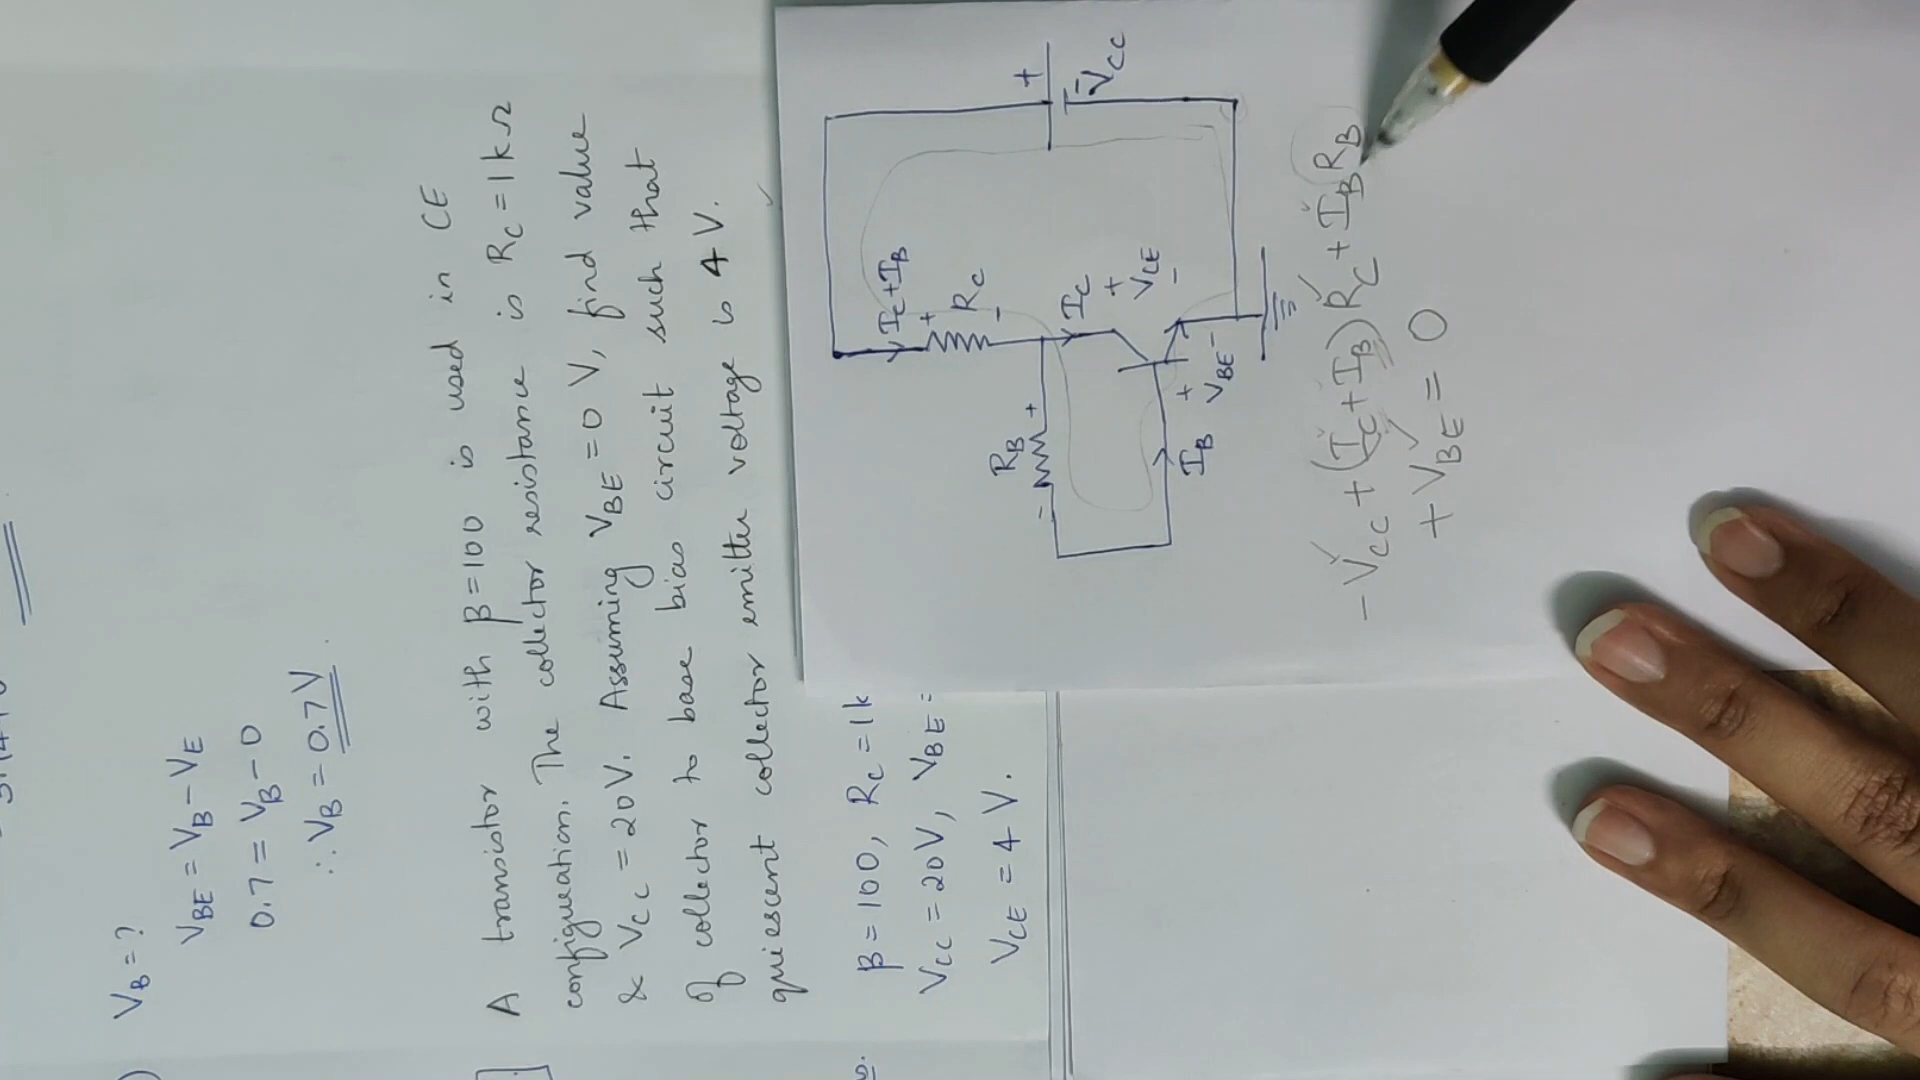 V_B = ?
V_BE = V_B - V_E
0.7 = V_B - 0
∴ V_B = 0.7 V.
A transistor with β = 100 is used in CE
configuration. The collector resistance is R_C = 1 kΩ
& V_CC = 20 V. Assuming V_BE = 0 V, find value
of collector to base bias circuit such that
quiescent collector emitter voltage is 4 V.
β = 100, R_C = 1 k
V_CC = 20V, V_BE =
V_CE = 4 V.
+ - V_CC
I_C + I_B
+ R_C -
I_C
+ V_CE -
R_B +
-
I_B
+ V_BE -
- V_CC + (I_C + I_B) R_C + I_B R_B
+ V_BE = 0